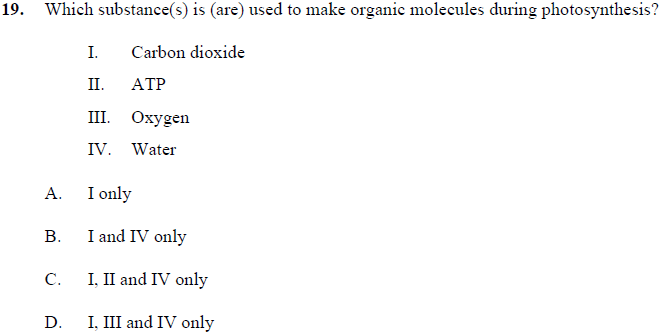 19. Which substance(s) is (are) used to make organic molecules during photosynthesis?
I. Carbon dioxide
II. ATP
III. Oxygen
IV. Water
A. I only
B. I and IV only
C. I, II and IV only
D. I, III and IV only